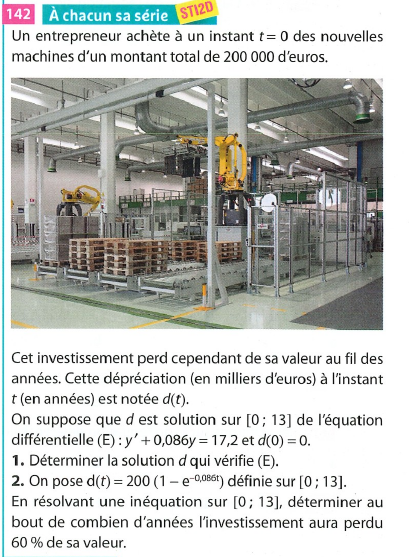 142 À chacun sa série STI2D
Un entrepreneur achète à un instant t = 0 des nouvelles
machines d'un montant total de 200 000 d'euros.
Cet investissement perd cependant de sa valeur au fil des
années. Cette dépréciation (en milliers d'euros) à l'instant
t (en années) est notée d(t).
On suppose que d est solution sur [0 ; 13] de l'équation
différentielle (E) : y′ + 0,086y = 17,2 et d(0) = 0.
1. Déterminer la solution d qui vérifie (E).
2. On pose d(t) = 200 (1 – e^–0,086t) définie sur [0 ; 13].
En résolvant une inéquation sur [0 ; 13], déterminer au
bout de combien d'années l'investissement aura perdu
60 % de sa valeur.